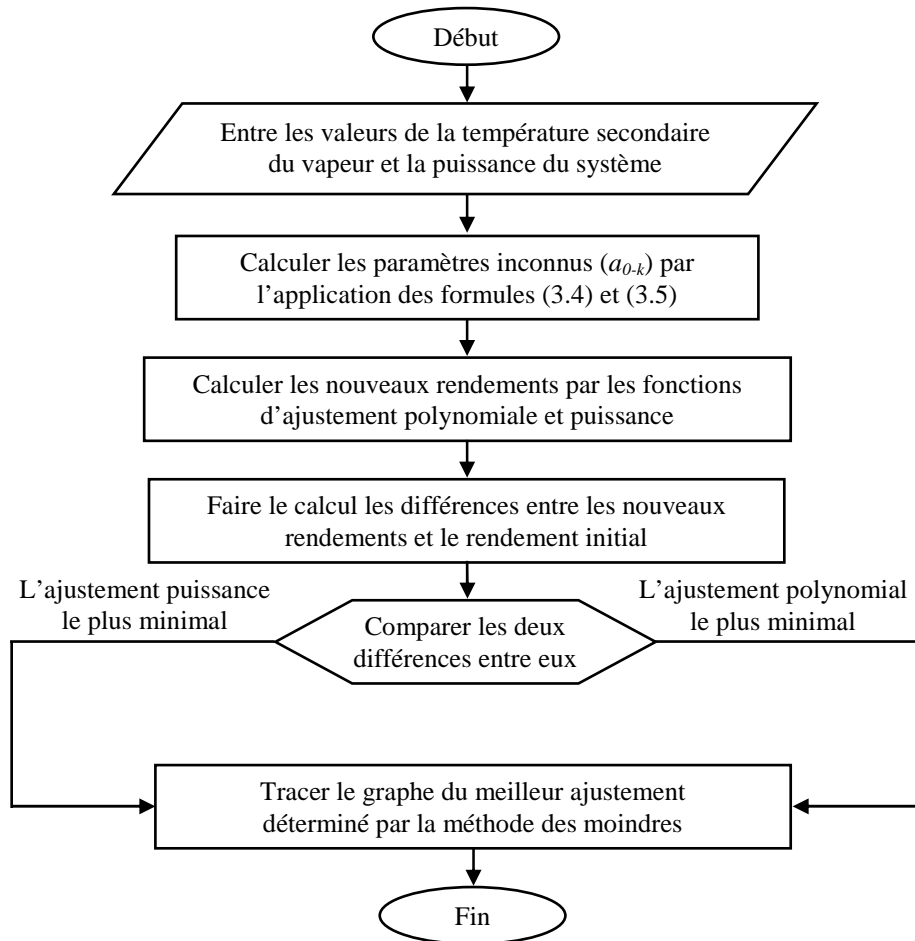 Début
Entre les valeurs de la température secondaire
du vapeur et la puissance du système
Calculer les paramètres inconnus (a0-k) par
l’application des formules (3.4) et (3.5)
Calculer les nouveaux rendements par les fonctions
d’ajustement polynomiale et puissance
Faire le calcul les différences entre les nouveaux
rendements et le rendement initial
L’ajustement puissance
le plus minimal
L’ajustement polynomial
le plus minimal
Comparer les deux
différences entre eux
Tracer le graphe du meilleur ajustement
déterminé par la méthode des moindres
Fin